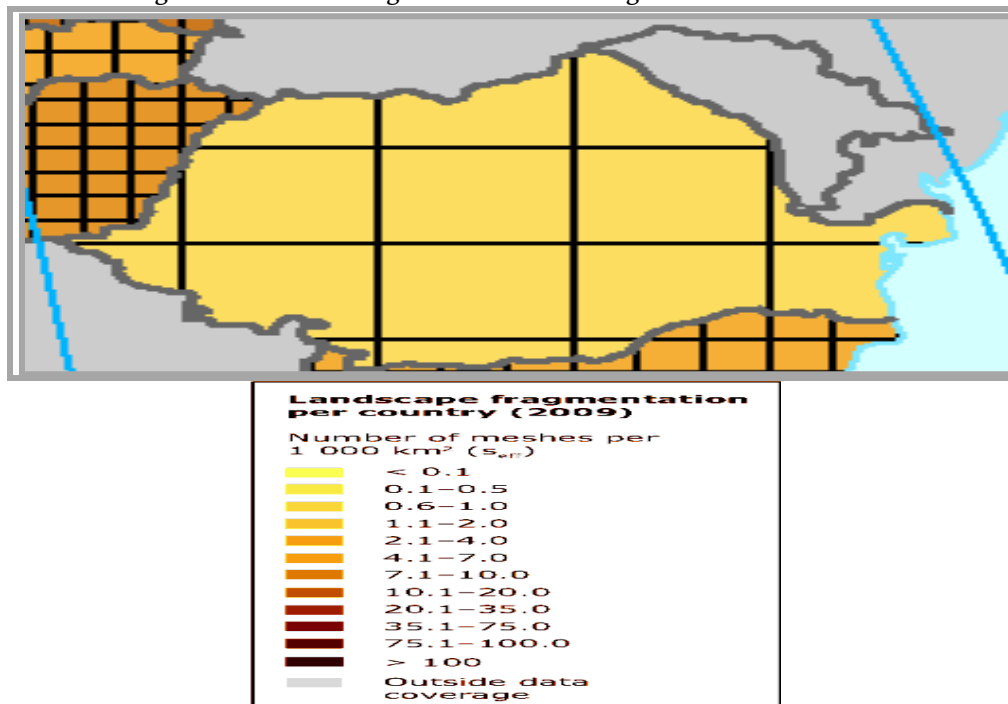 Landscape fragmentation
per country (2009)
Number of meshes per
1 000 km² (seff)
< 0.1
0.1–0.5
0.6–1.0
1.1–2.0
2.1–4.0
4.1–7.0
7.1–10.0
10.1–20.0
20.1–35.0
35.1–75.0
75.1–100.0
> 100
Outside data
coverage